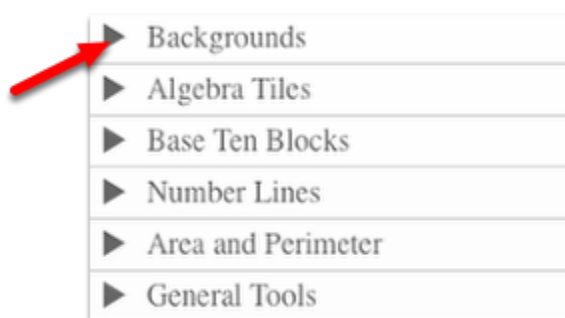 Backgrounds
Algebra Tiles
Base Ten Blocks
Number Lines
Area and Perimeter
General Tools